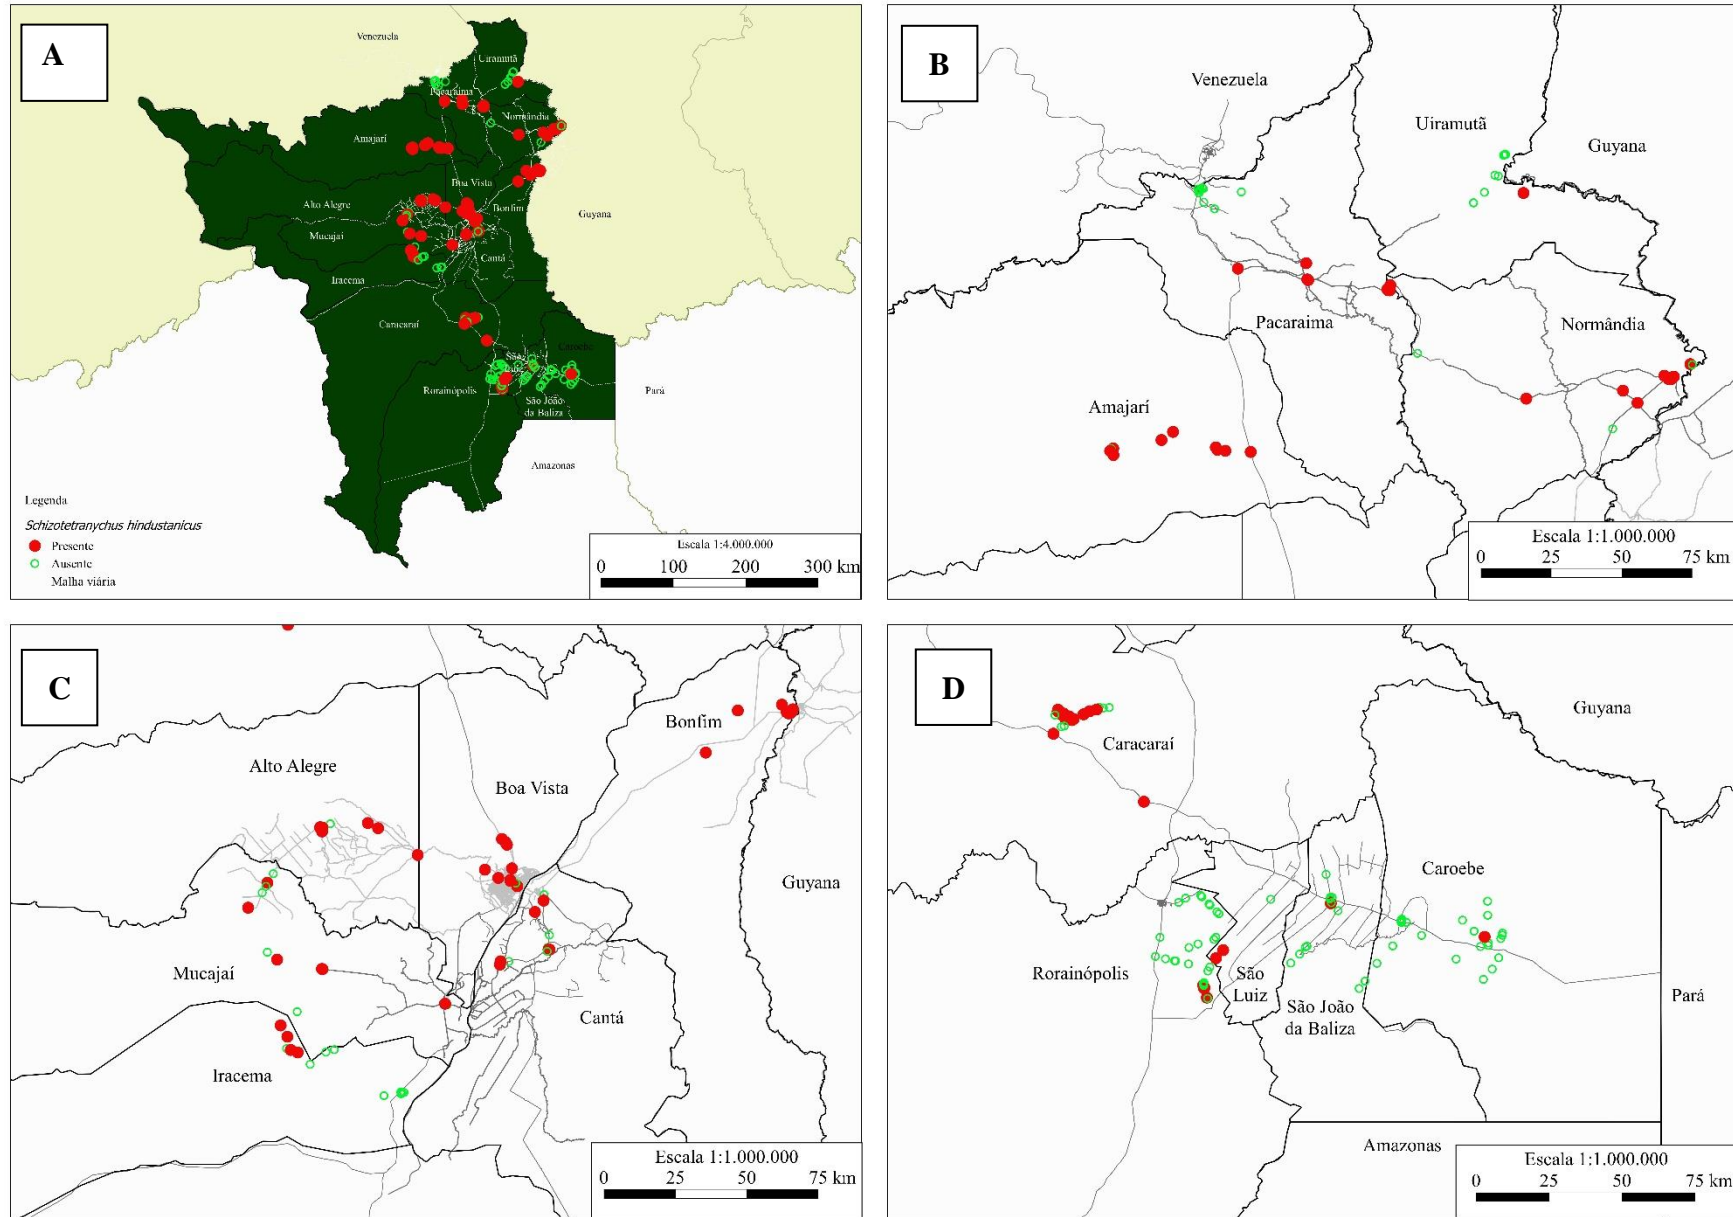 A
Venezuela
Uiramutã
Pacaraima
Normândia
Amajarí
Boa Vista
Alto Alegre
Bonfim
Guyana
Mucajaí
Cantá
Iracema
Caracaraí
Caroebe
São
Luiz
Rorainópolis
São João
da Baliza
Pará
Amazonas
Legenda
Schizotetranychus hindustanicus
Presente
Ausente
Malha viária
Escala 1:4.000.000
0 100 200 300 km
B
Venezuela
Uiramutã
Guyana
Pacaraima
Normândia
Amajarí
Escala 1:1.000.000
0 25 50 75 km
C
Bonfim
Alto Alegre
Boa Vista
Guyana
Mucajaí
Cantá
Iracema
Escala 1:1.000.000
0 25 50 75 km
D
Guyana
Caracaraí
Caroebe
Rorainópolis
São
Luiz
São João
da Baliza
Pará
Amazonas
Escala 1:1.000.000
0 25 50 75 km